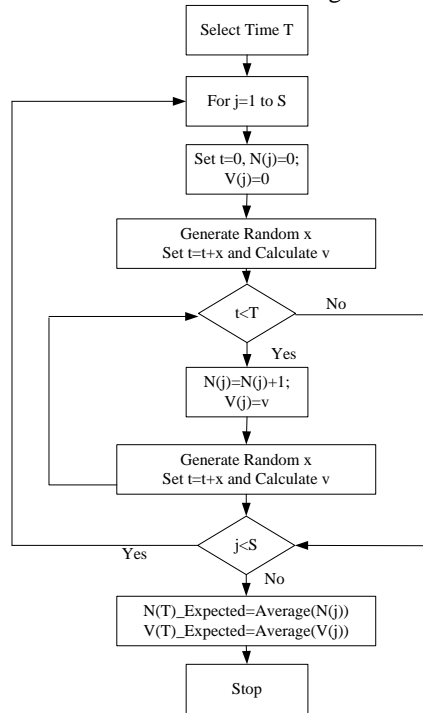 Select Time T
For j=1 to S
Set t=0, N(j)=0;
V(j)=0
Generate Random x
Set t=t+x and Calculate v
t<T
No
Yes
N(j)=N(j)+1;
V(j)=v
Generate Random x
Set t=t+x and Calculate v
j<S
Yes
No
N(T)_Expected=Average(N(j))
V(T)_Expected=Average(V(j))
Stop